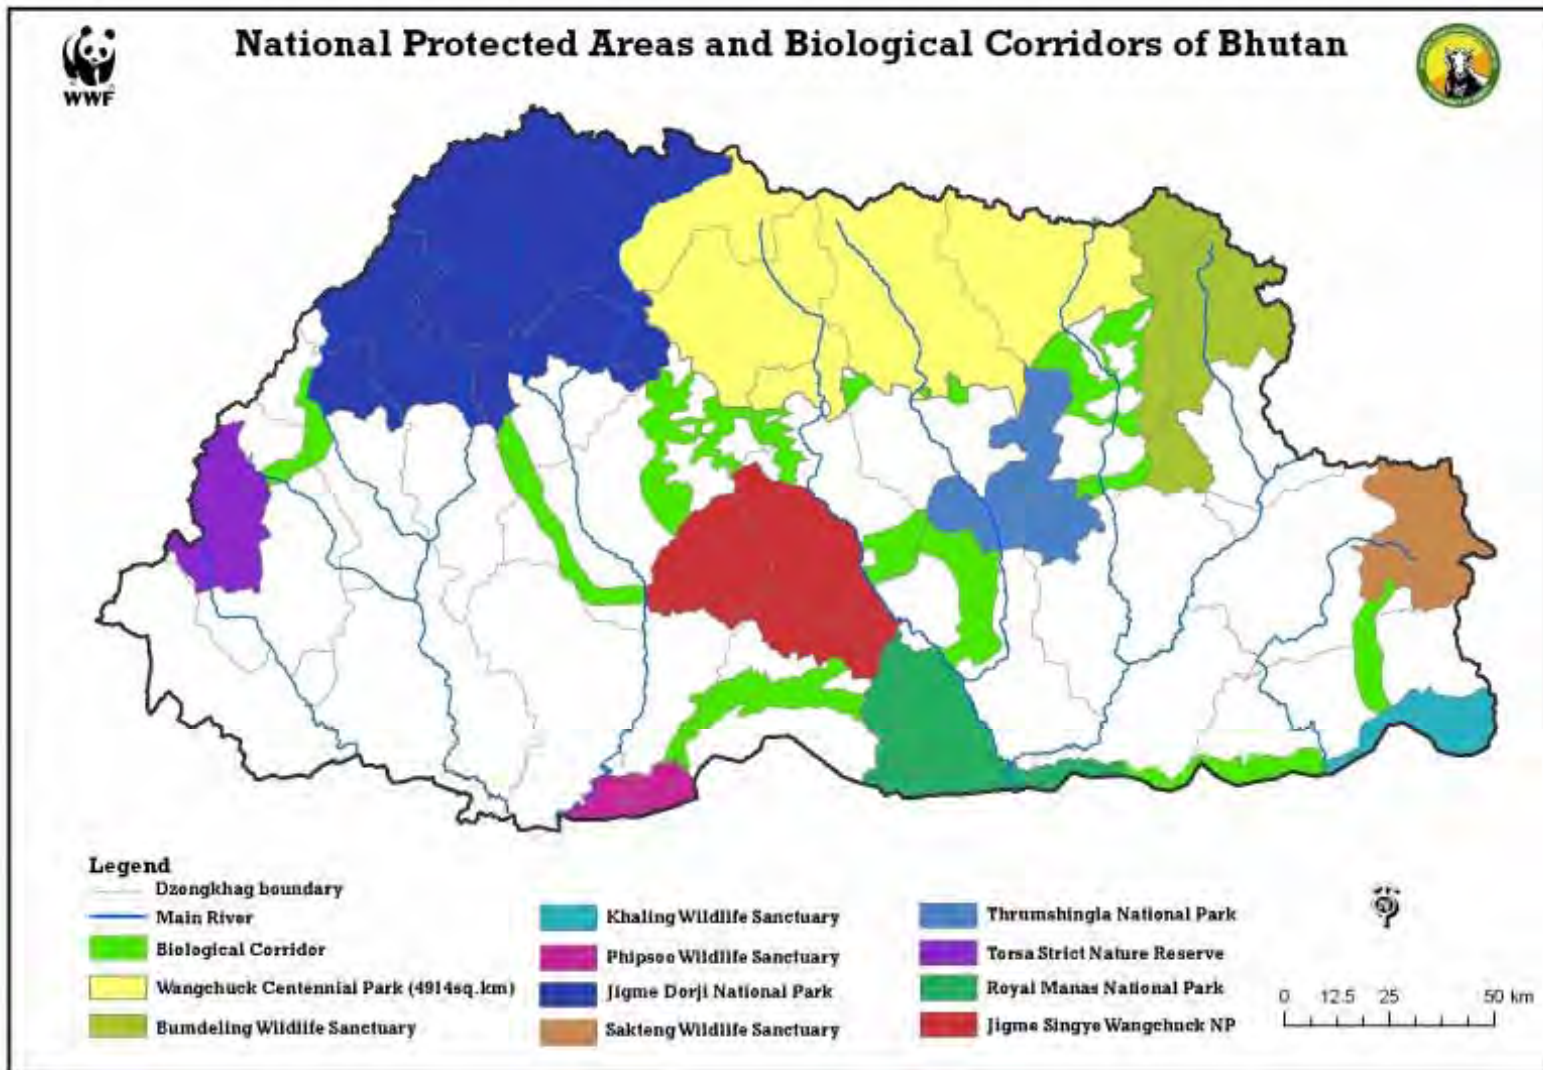 National Protected Areas and Biological Corridors of Bhutan
WWF
Legend
Dzongkhag boundary
Main River
Biological Corridor
Wangchuck Centennial Park (4914sq.km)
Bumdeling Wildlife Sanctuary
Khaling Wildlife Sanctuary
Phipsoo Wildlife Sanctuary
Jigme Dorji National Park
Sakteng Wildlife Sanctuary
Thrumshingla National Park
Torsa Strict Nature Reserve
Royal Manas National Park
Jigme Singye Wangchuck NP
0 12.5 25 50 km